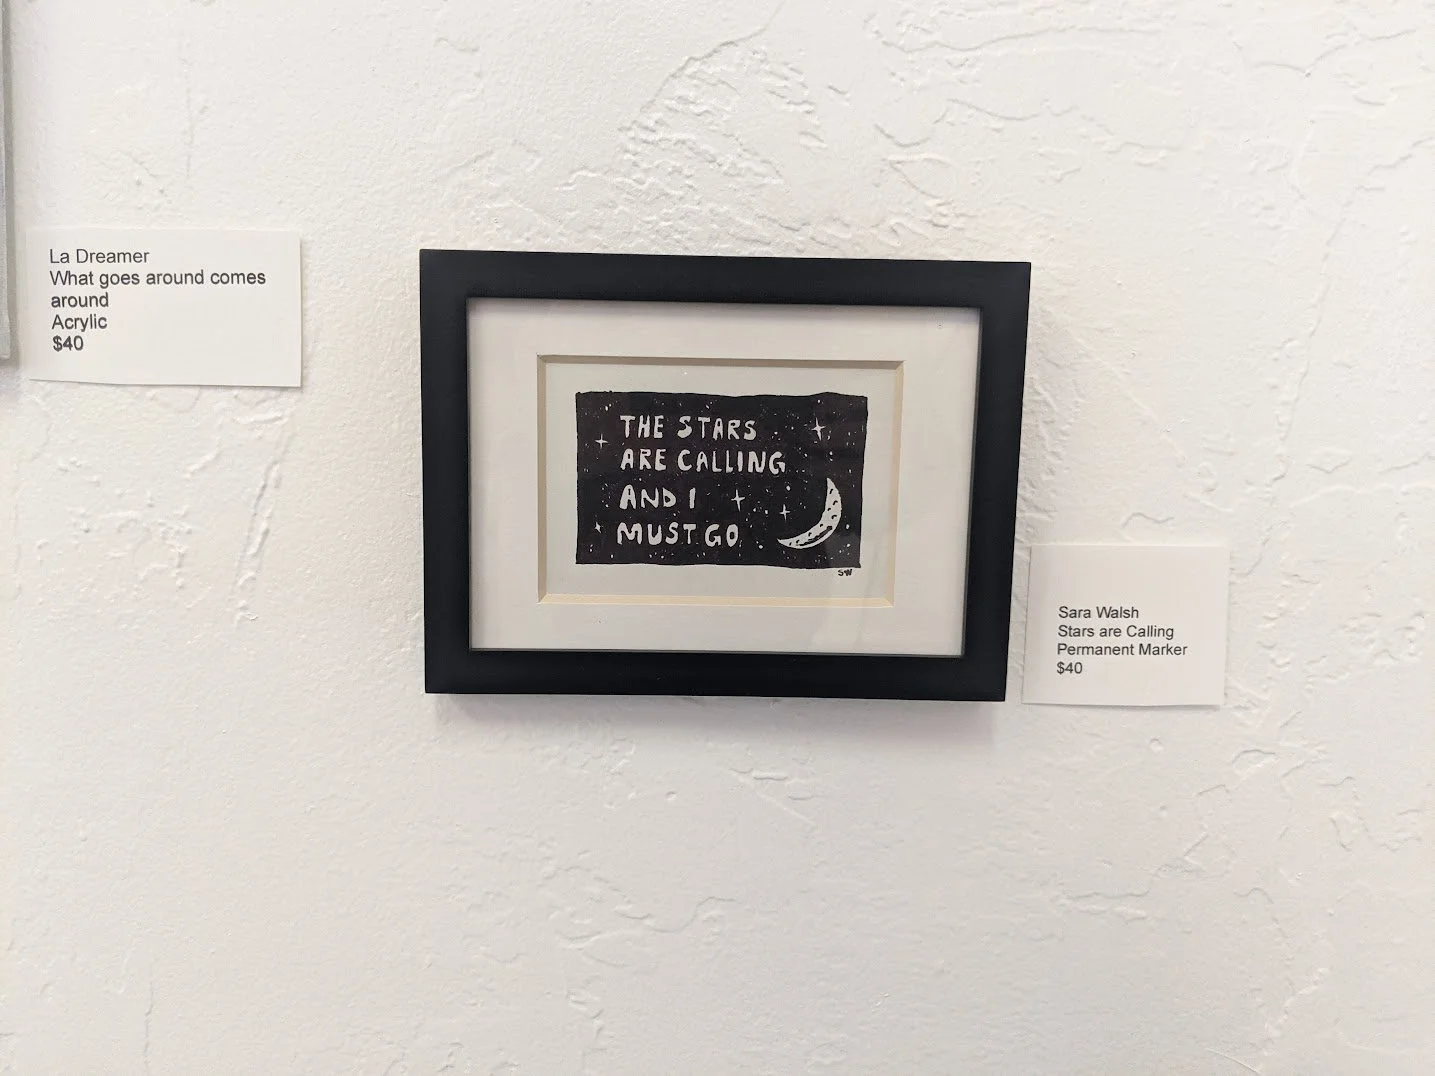 La Dreamer
What goes around comes
around
Acrylic
$40
THE STARS
ARE CALLING
AND I
MUST GO
SW
Sara Walsh
Stars are Calling
Permanent Marker
$40